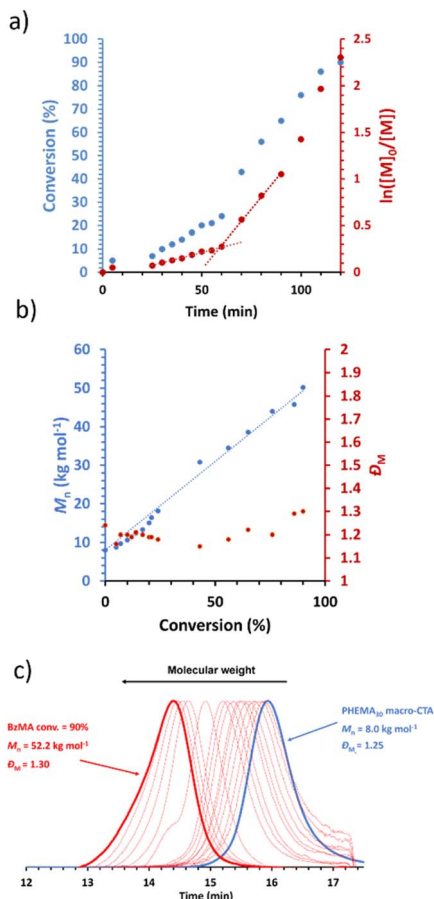 a)
Conversion (%)
100
90
80
70
60
50
40
30
20
10
0
ln([M]0/[M])
2.5
2
1.5
1
0.5
0
0
50
100
Time (min)
b)
Mn (kg mol-1)
60
50
40
30
20
10
0
ĐM
2
1.9
1.8
1.7
1.6
1.5
1.4
1.3
1.2
1.1
1
0
50
100
Conversion (%)
c)
Molecular weight
BzMA conv. = 90%
Mn = 52.2 kg mol-1
ĐM = 1.30
PHEMA30 macro-CTA
Mn = 8.0 kg mol-1
ĐM = 1.25
12
13
14
15
16
17
Time (min)